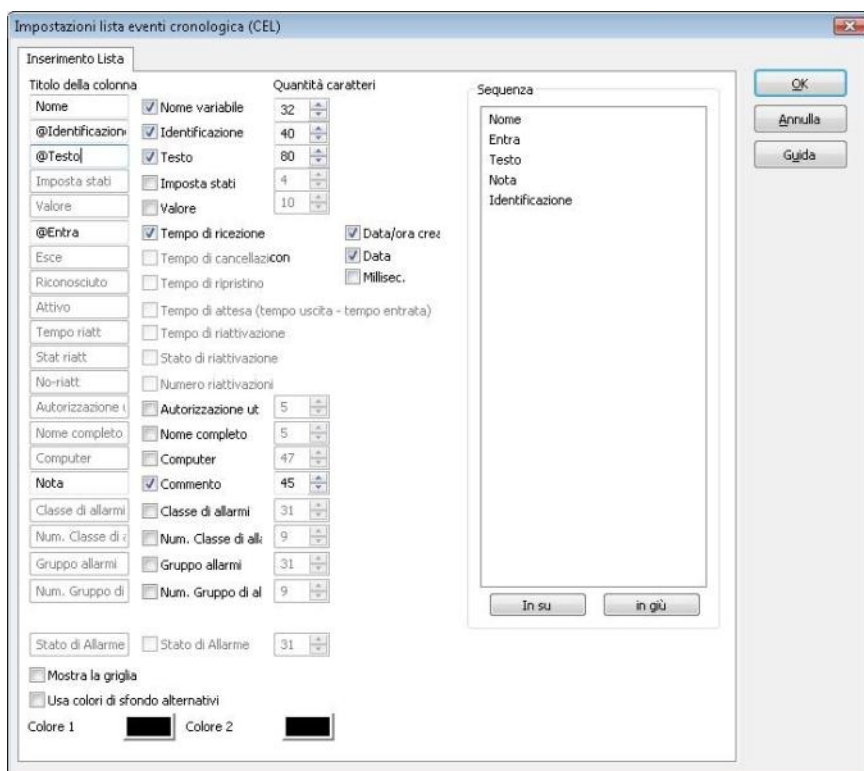 Impostazioni lista eventi cronologica (CEL)
Inserimento Lista
Titolo della colonna Quantità caratteri
Nome Nome variabile 32
@Identificazione Identificazione 40
@Testo Testo 80
Imposta stati Imposta stati 4
Valore Valore 10
@Entra Tempo di ricezione Data/ora crea
Esce Tempo di cancellazicon Data
Riconosciuto Tempo di ripristino Millisec.
Attivo Tempo di attesa (tempo uscita - tempo entrata)
Tempo riatt Tempo di riattivazione
Stat riatt Stato di riattivazione
No-riatt Numero riattivazioni
Autorizzazione u Autorizzazione ut 5
Nome completo Nome completo 5
Computer Computer 47
Nota Commento 45
Classe di allarmi Classe di allarmi 31
Num. Classe di a Num. Classe di alla 9
Gruppo allarmi Gruppo allarmi 31
Num. Gruppo di Num. Gruppo di al 9
Stato di Allarme Stato di Allarme 31
Mostra la griglia
Usa colori di sfondo alternativi
Colore 1 Colore 2
Sequenza
Nome
Entra
Testo
Nota
Identificazione
In su in giù
OK
Annulla
Guida